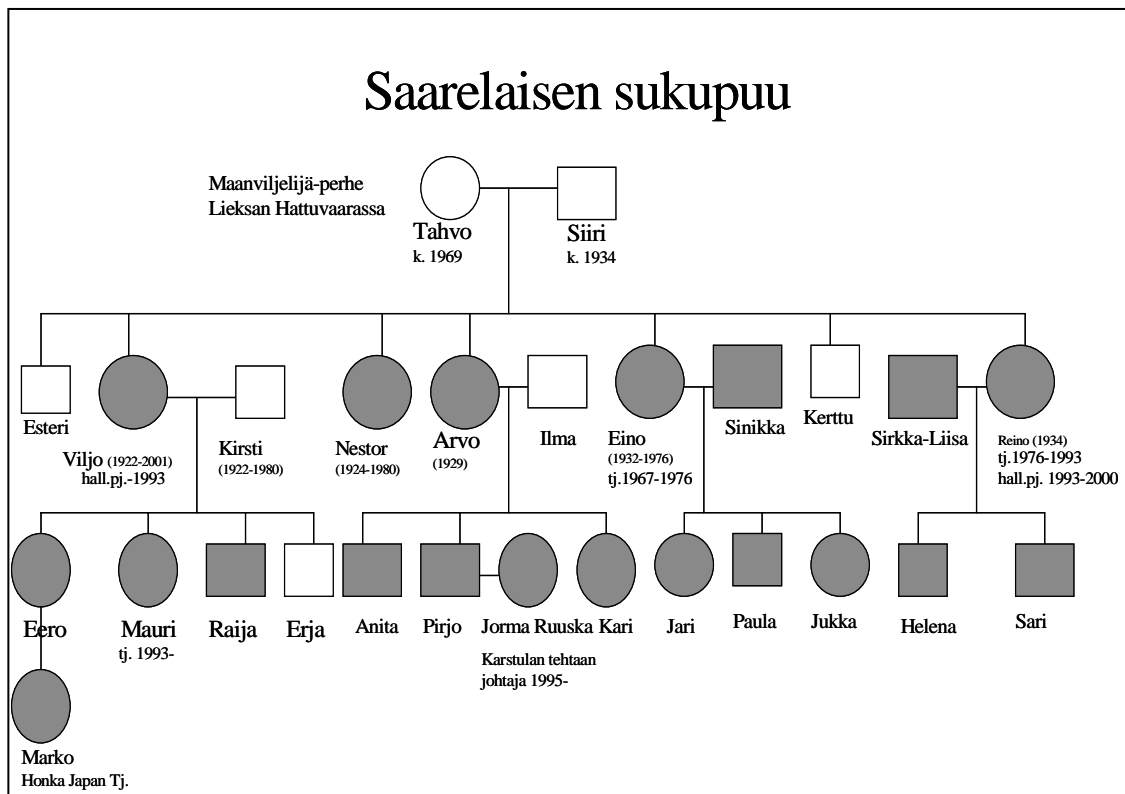 Saarelaisen sukupuu
Maanviljelijä-perhe
Lieksan Hattuvaarassa
Tahvo
k. 1969
Siiri
k. 1934
Esteri
Viljo (1922-2001)
hall.pj.-1993
Kirsti
(1922-1980)
Nestor
(1924-1980)
Arvo
(1929)
Ilma
Eino
(1932-1976)
tj.1967-1976
Sinikka
Kerttu
Sirkka-Liisa
Reino (1934)
tj.1976-1993
hall.pj. 1993-2000
Eero
Mauri
tj. 1993-
Raija
Erja
Anita
Pirjo
Jorma Ruuska
Karstulan tehtaan
johtaja 1995-
Kari
Jari
Paula
Jukka
Helena
Sari
Marko
Honka Japan Tj.